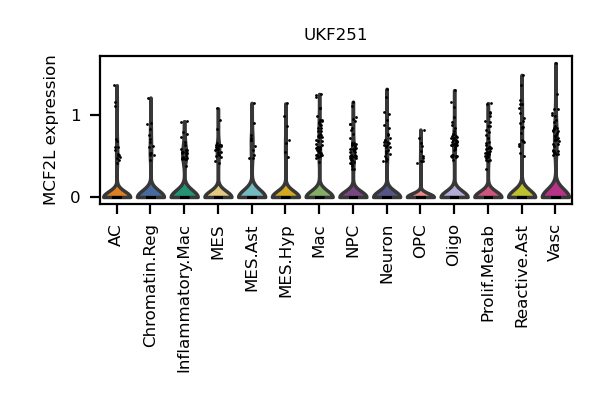 UKF251
MCF2L expression
1
0
AC
Chromatin.Reg
Inflammatory.Mac
MES
MES.Ast
MES.Hyp
Mac
NPC
Neuron
OPC
Oligo
Prolif.Metab
Reactive.Ast
Vasc